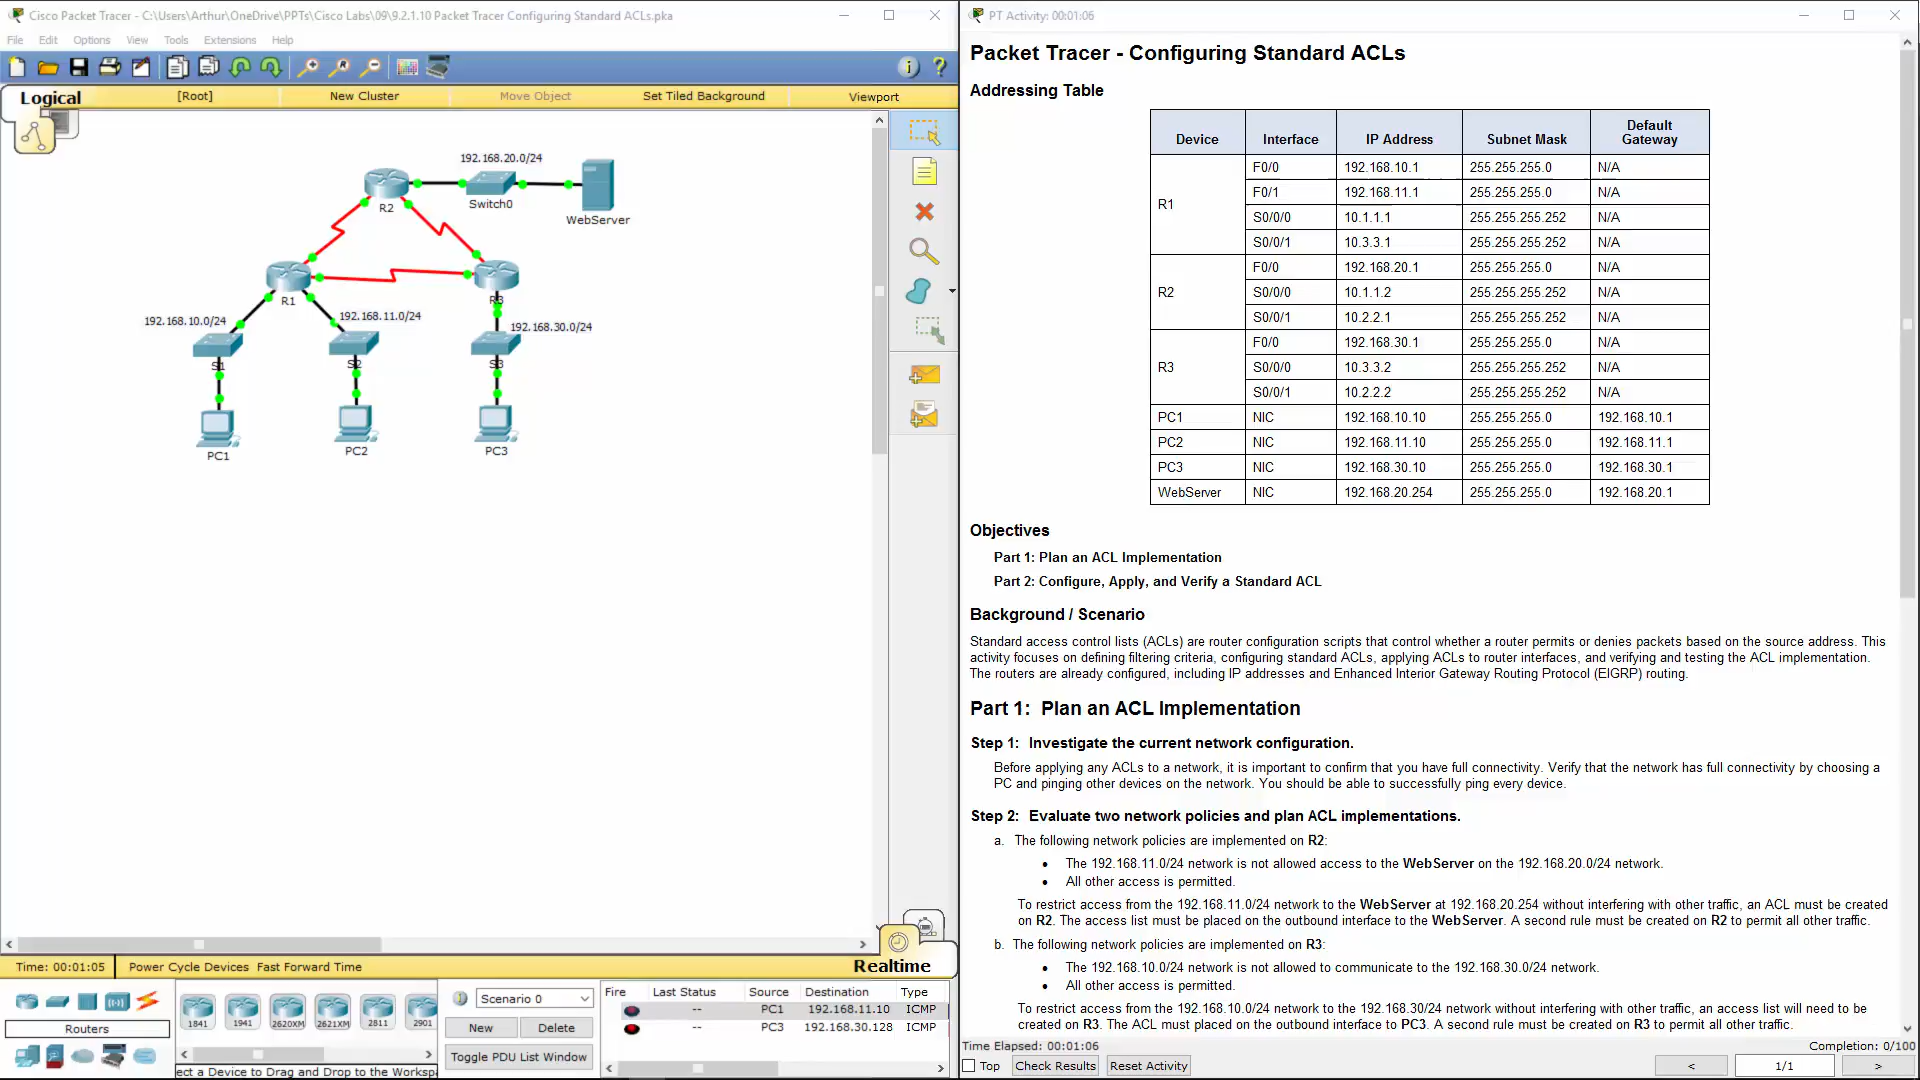 Cisco Packet Tracer - C:\Users\Arthur\OneDrive\PPTs\Cisco Labs\09\9.2.1.10 Packet Tracer Configuring Standard ACLs.pka
File Edit Options View Tools Extensions Help
Logical [Root] New Cluster Move Object Set Tiled Background Viewport
192.168.20.0/24
R2
Switch0
WebServer
R1
R3
192.168.10.0/24
192.168.11.0/24
192.168.30.0/24
S1
S2
S3
PC1
PC2
PC3
Time: 00:01:05 Power Cycle Devices Fast Forward Time
Realtime
Routers
1841 1941 2620XM 2621XM 2811 2901
ect a Device to Drag and Drop to the Workspa
Scenario 0
New Delete
Toggle PDU List Window
Fire Last Status Source Destination Type
-- PC1 192.168.11.10 ICMP
-- PC3 192.168.30.128 ICMP
PT Activity: 00:01:06
Packet Tracer - Configuring Standard ACLs
Addressing Table
Device Interface IP Address Subnet Mask Default Gateway
R1 F0/0 192.168.10.1 255.255.255.0 N/A
F0/1 192.168.11.1 255.255.255.0 N/A
S0/0/0 10.1.1.1 255.255.255.252 N/A
S0/0/1 10.3.3.1 255.255.255.252 N/A
R2 F0/0 192.168.20.1 255.255.255.0 N/A
S0/0/0 10.1.1.2 255.255.255.252 N/A
S0/0/1 10.2.2.1 255.255.255.252 N/A
R3 F0/0 192.168.30.1 255.255.255.0 N/A
S0/0/0 10.3.3.2 255.255.255.252 N/A
S0/0/1 10.2.2.2 255.255.255.252 N/A
PC1 NIC 192.168.10.10 255.255.255.0 192.168.10.1
PC2 NIC 192.168.11.10 255.255.255.0 192.168.11.1
PC3 NIC 192.168.30.10 255.255.255.0 192.168.30.1
WebServer NIC 192.168.20.254 255.255.255.0 192.168.20.1
Objectives
Part 1: Plan an ACL Implementation
Part 2: Configure, Apply, and Verify a Standard ACL
Background / Scenario
Standard access control lists (ACLs) are router configuration scripts that control whether a router permits or denies packets based on the source address. This
activity focuses on defining filtering criteria, configuring standard ACLs, applying ACLs to router interfaces, and verifying and testing the ACL implementation.
The routers are already configured, including IP addresses and Enhanced Interior Gateway Routing Protocol (EIGRP) routing.
Part 1: Plan an ACL Implementation
Step 1: Investigate the current network configuration.
Before applying any ACLs to a network, it is important to confirm that you have full connectivity. Verify that the network has full connectivity by choosing a
PC and pinging other devices on the network. You should be able to successfully ping every device.
Step 2: Evaluate two network policies and plan ACL implementations.
a. The following network policies are implemented on R2:
• The 192.168.11.0/24 network is not allowed access to the WebServer on the 192.168.20.0/24 network.
• All other access is permitted.
To restrict access from the 192.168.11.0/24 network to the WebServer at 192.168.20.254 without interfering with other traffic, an ACL must be created
on R2. The access list must be placed on the outbound interface to the WebServer. A second rule must be created on R2 to permit all other traffic.
b. The following network policies are implemented on R3:
• The 192.168.10.0/24 network is not allowed to communicate to the 192.168.30.0/24 network.
• All other access is permitted.
To restrict access from the 192.168.10.0/24 network to the 192.168.30/24 network without interfering with other traffic, an access list will need to be
created on R3. The ACL must placed on the outbound interface to PC3. A second rule must be created on R3 to permit all other traffic.
Time Elapsed: 00:01:06 Completion: 0/100
Top Check Results Reset Activity < 1/1 >